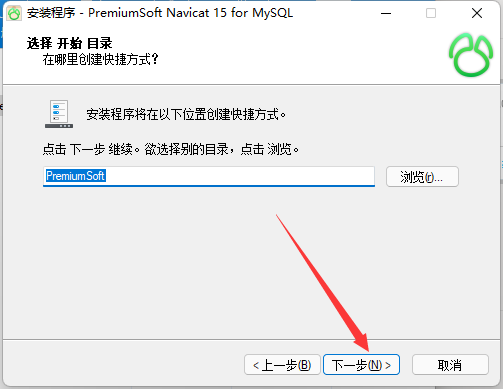 安装程序 - PremiumSoft Navicat 15 for MySQL
选择 开始 目录
在哪里创建快捷方式?
安装程序将在以下位置创建快捷方式。
点击 下一步 继续。欲选择别的目录，点击 浏览。
PremiumSoft
浏览(r)...
< 上一步(B)
下一步(N) >
取消